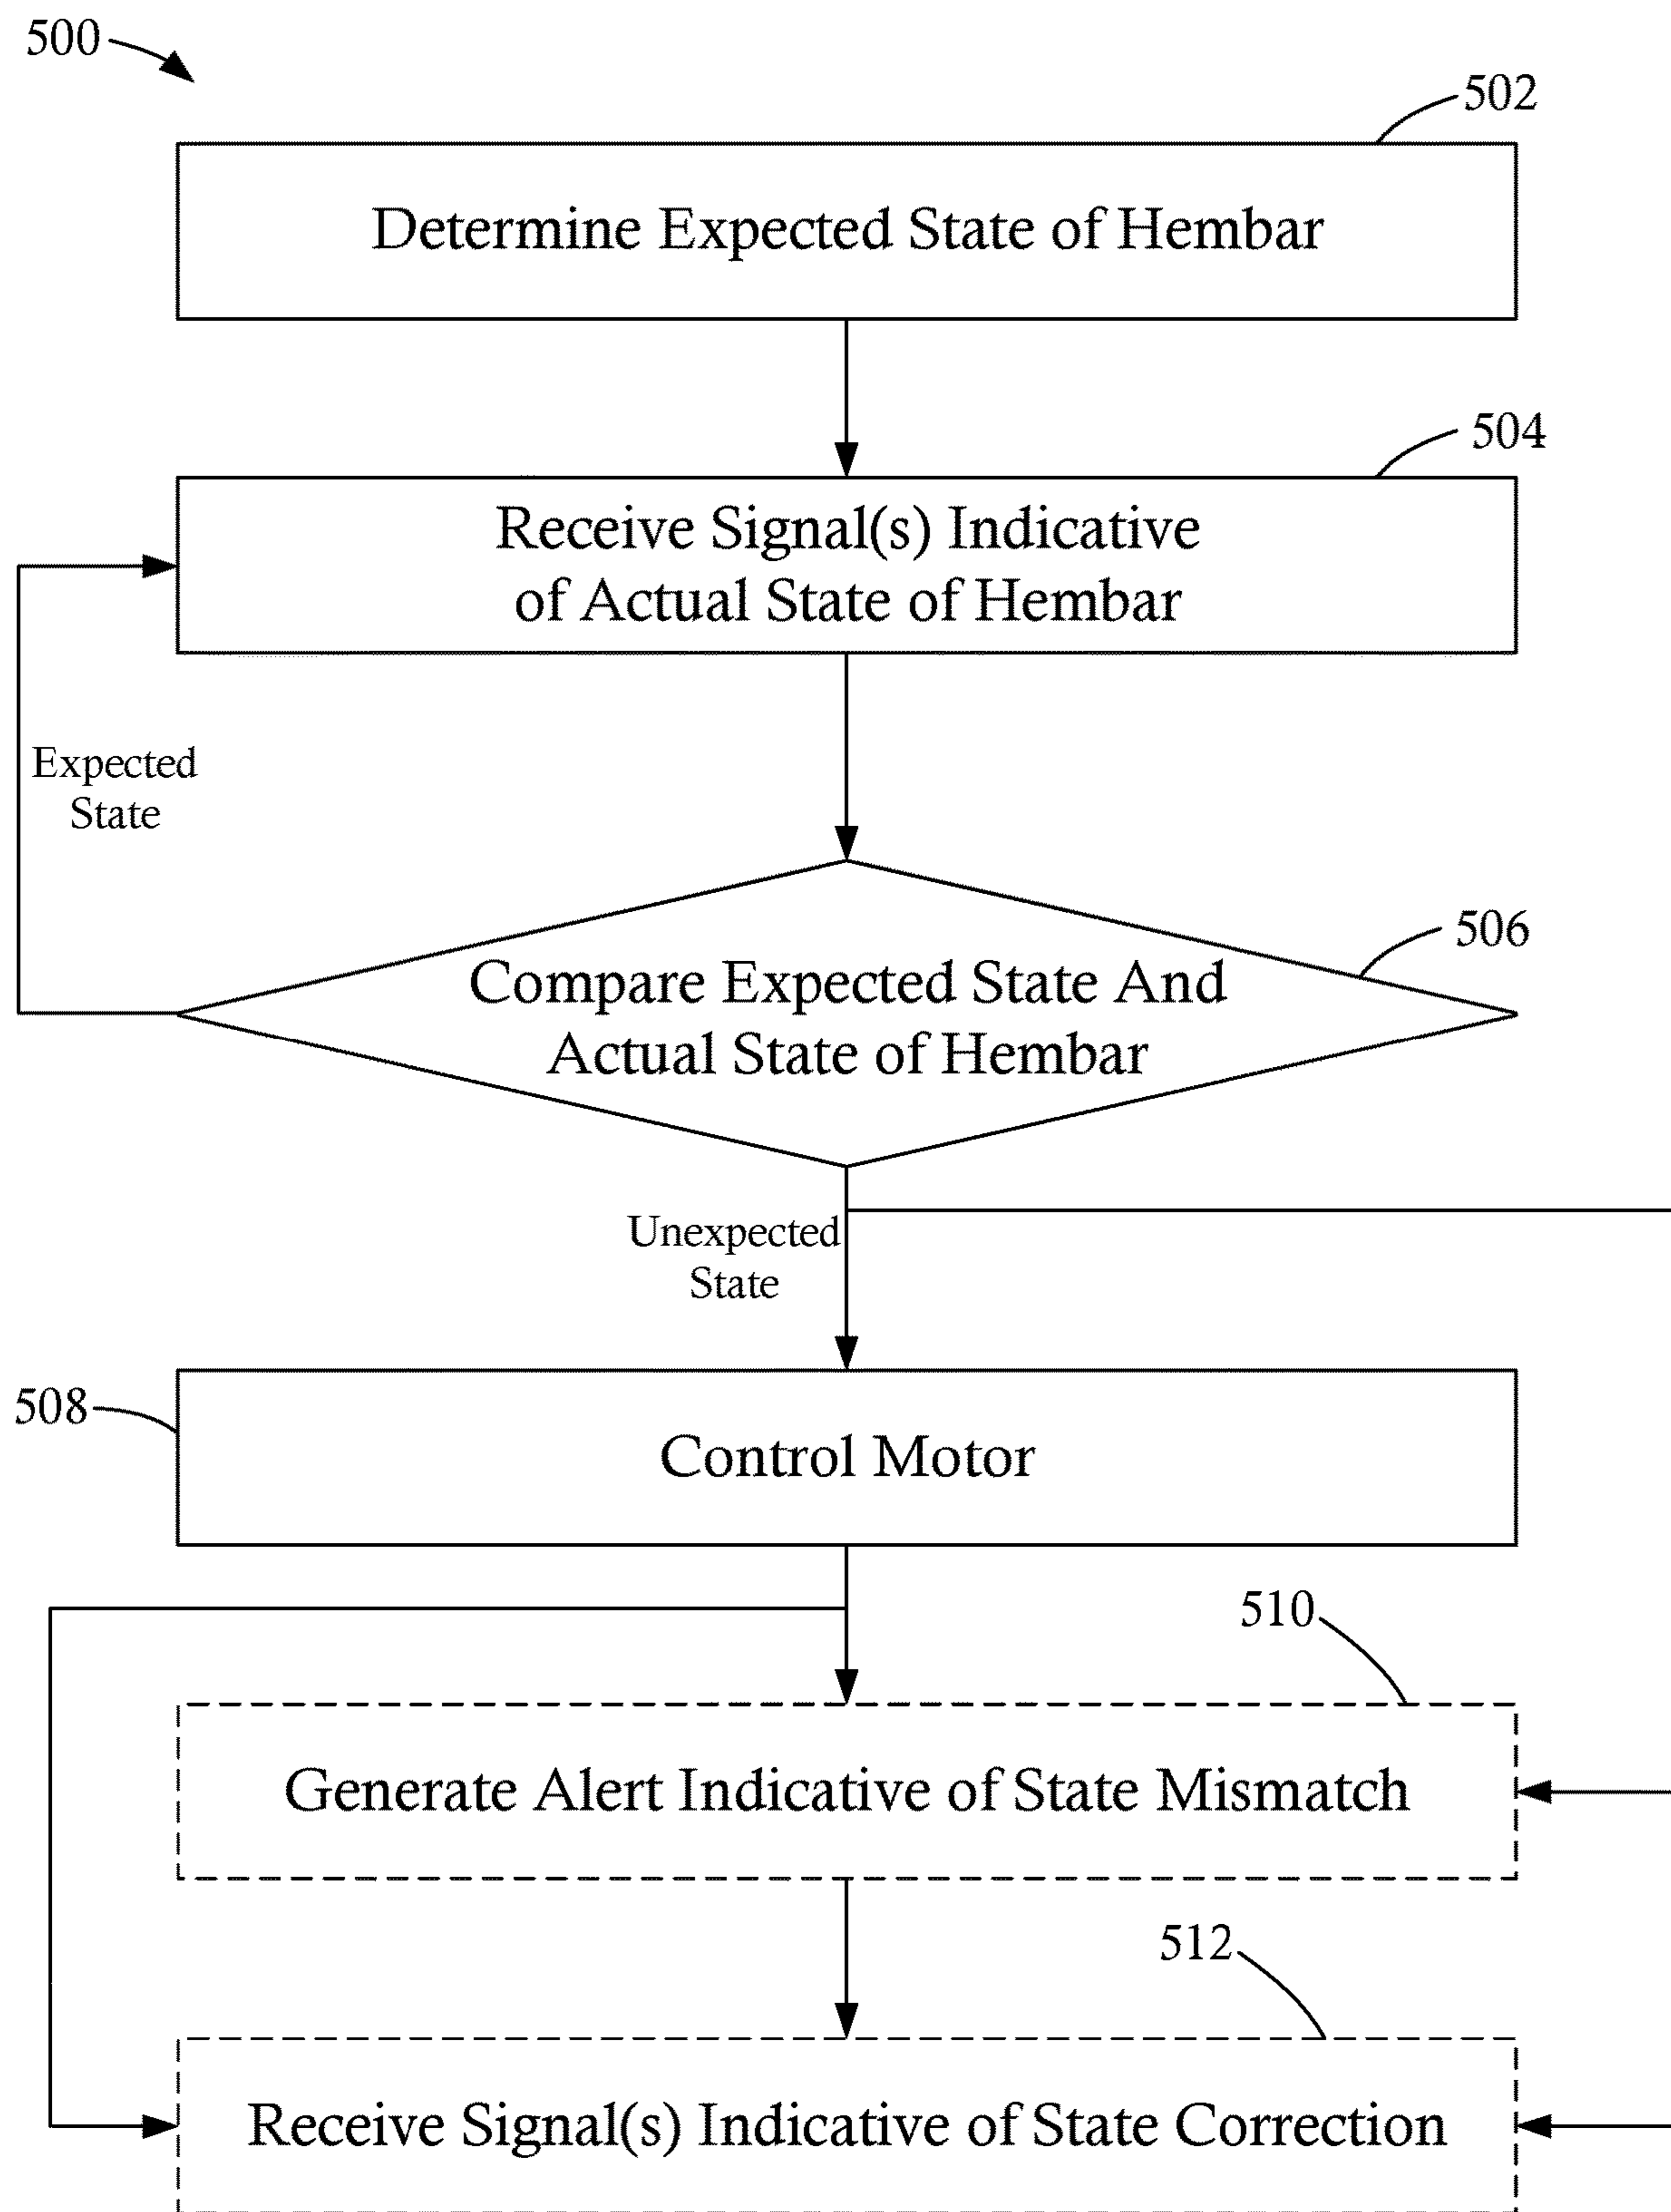 500
502
Determine Expected State of Hembar
504
Receive Signal(s) Indicative
of Actual State of Hembar
Expected
State
506
Compare Expected State And
Actual State of Hembar
Unexpected
State
508
Control Motor
510
Generate Alert Indicative of State Mismatch
512
Receive Signal(s) Indicative of State Correction